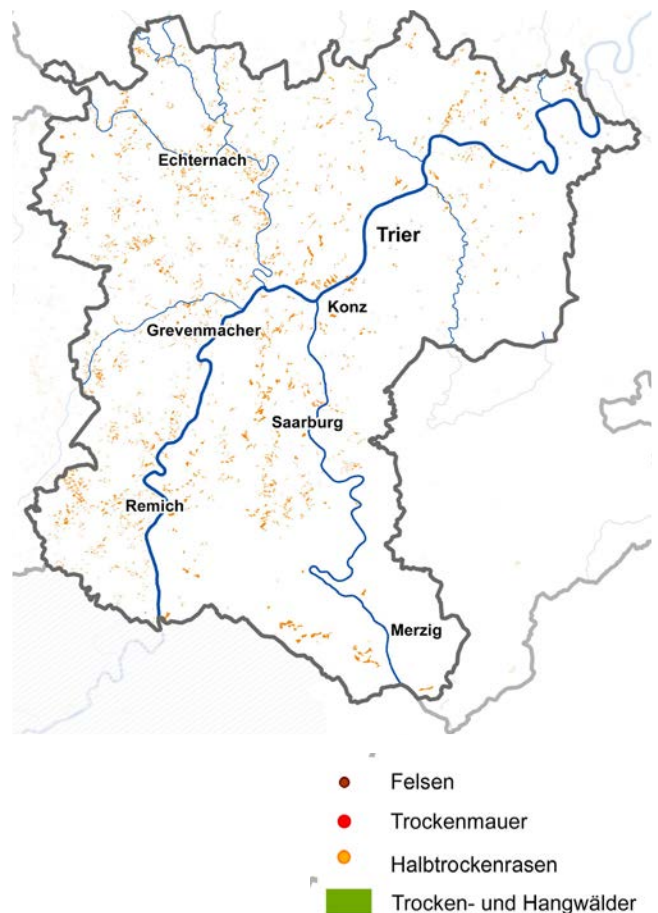 Echternach
Trier
Konz
Grevenmacher
Saarburg
Remich
Merzig
Felsen
Trockenmauer
Halbtrockenrasen
Trocken- und Hangwälder